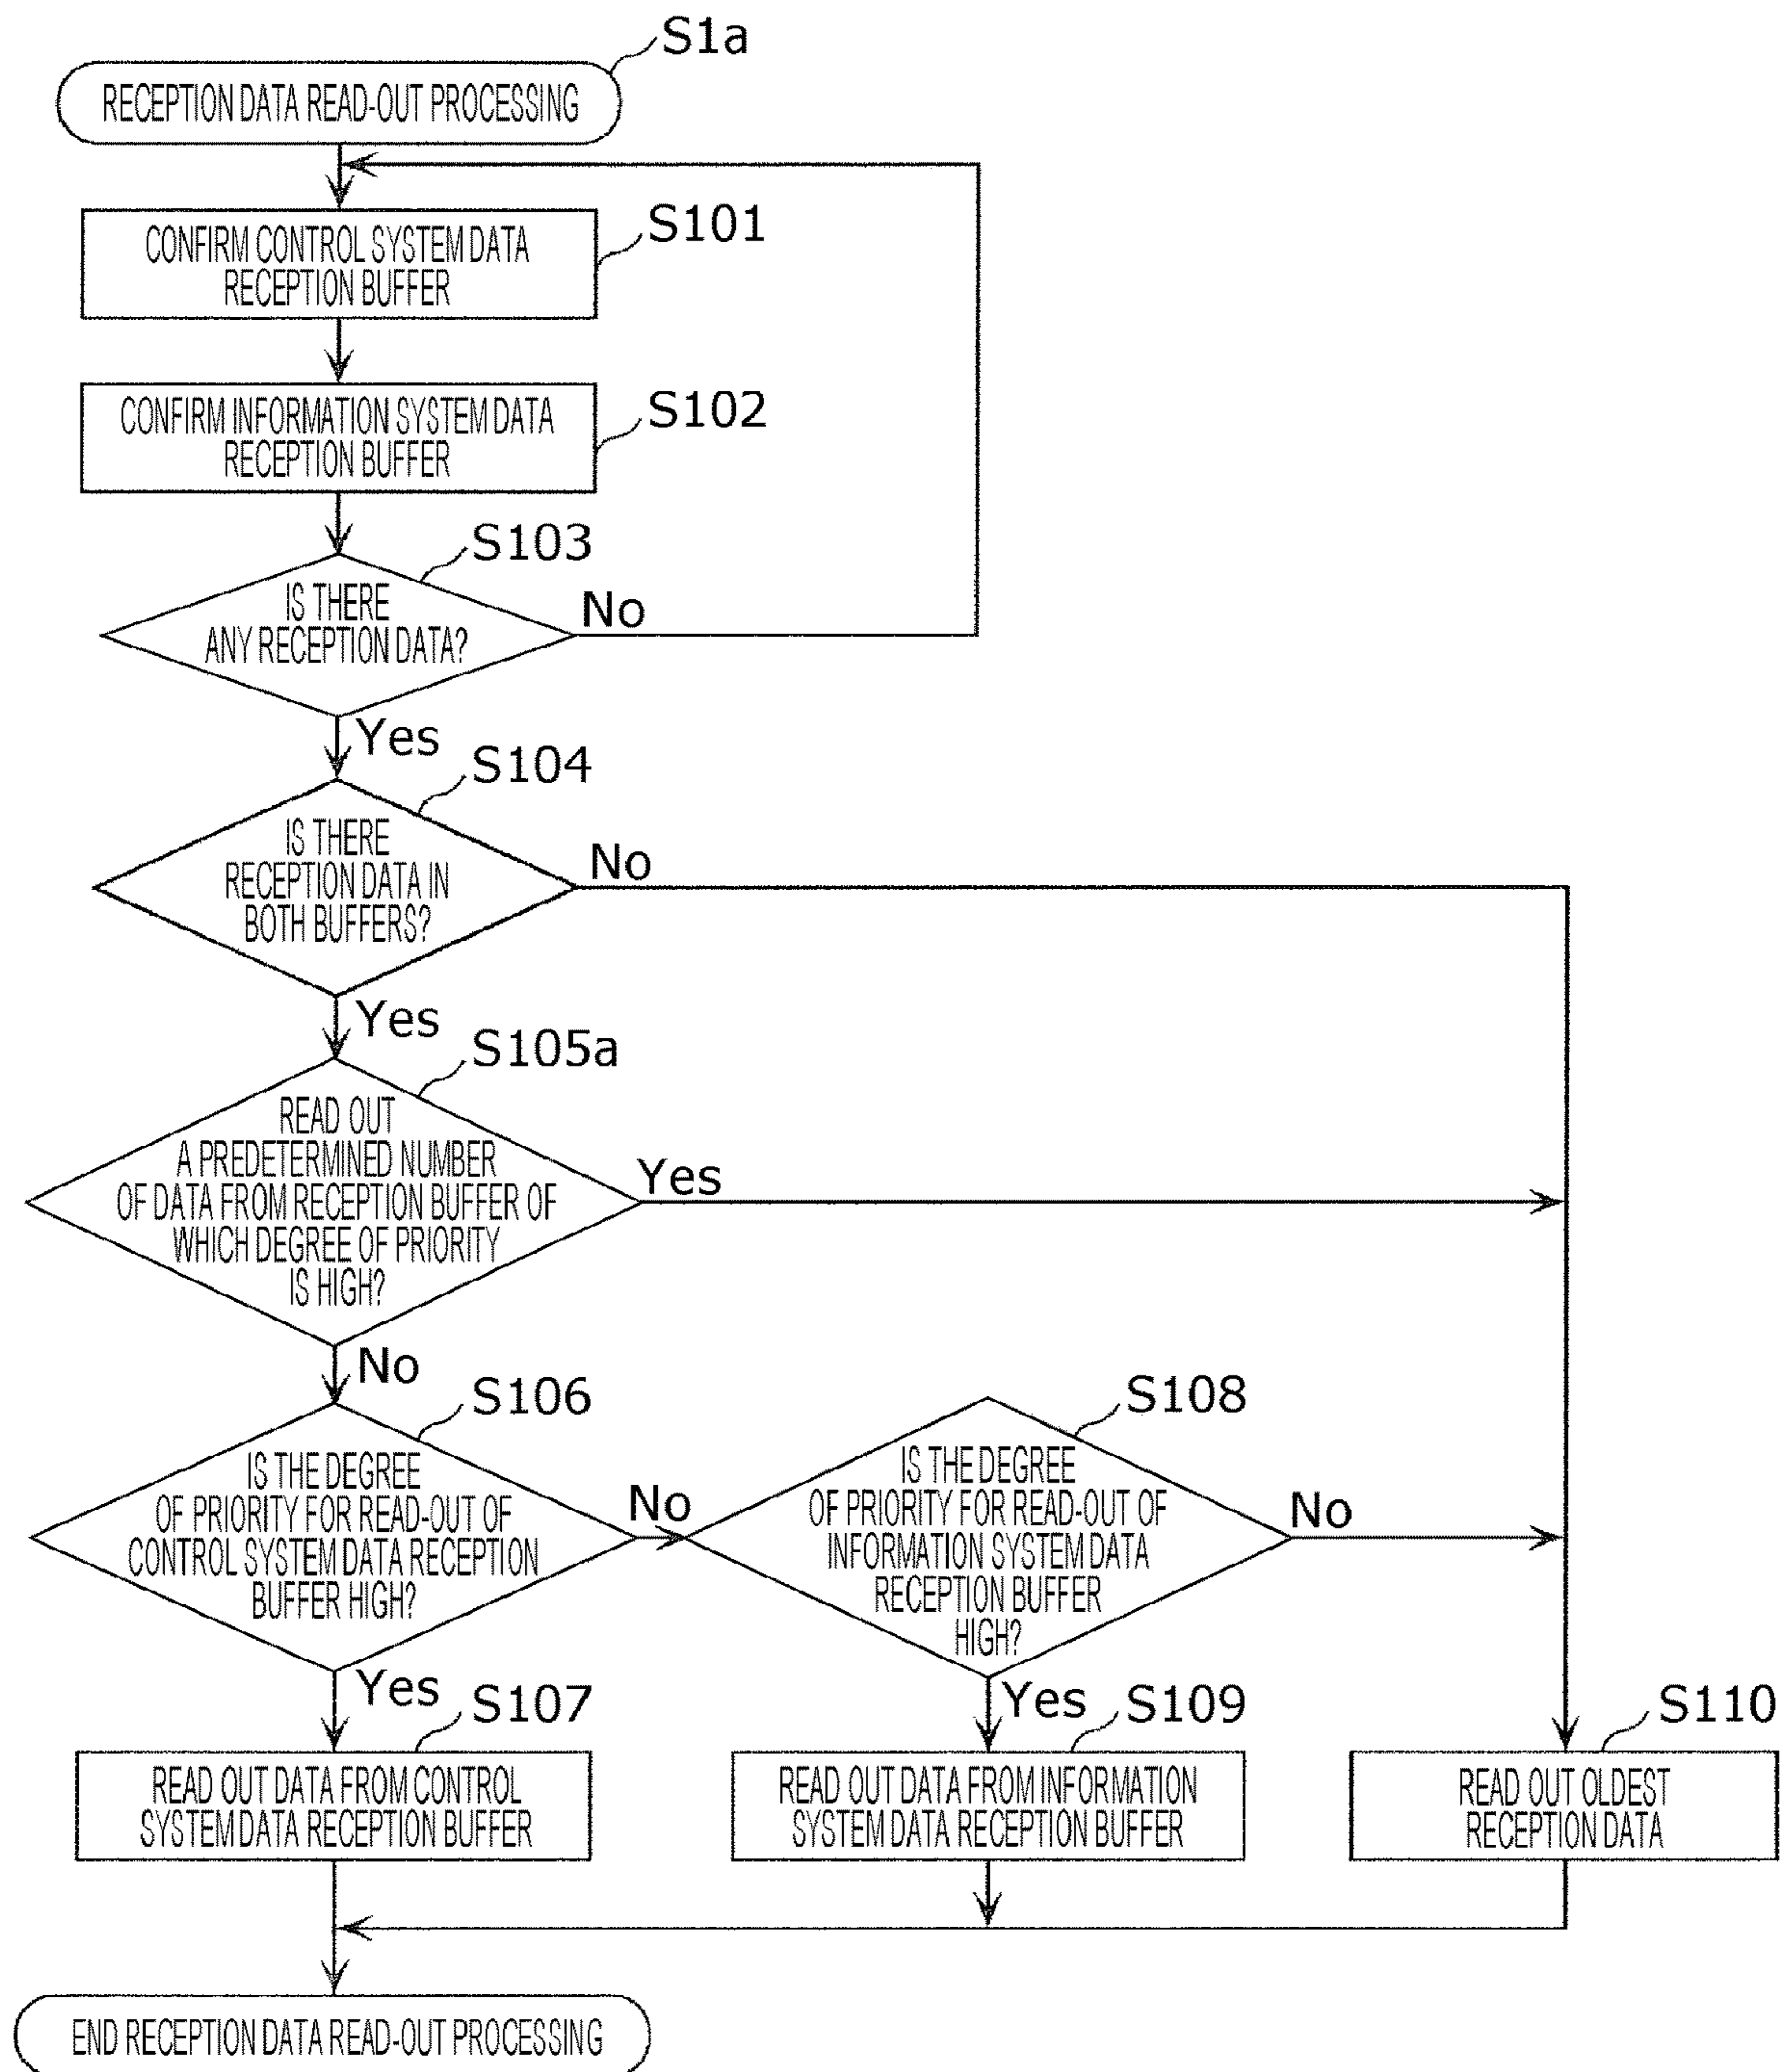 S1a
RECEPTION DATA READ-OUT PROCESSING
S101
CONFIRM CONTROL SYSTEM DATA
RECEPTION BUFFER
S102
CONFIRM INFORMATION SYSTEM DATA
RECEPTION BUFFER
S103
IS THERE
ANY RECEPTION DATA?
No
Yes
S104
IS THERE
RECEPTION DATA IN
BOTH BUFFERS?
No
Yes
S105a
READ OUT
A PREDETERMINED NUMBER
OF DATA FROM RECEPTION BUFFER OF
WHICH DEGREE OF PRIORITY
IS HIGH?
Yes
No
S106
IS THE DEGREE
OF PRIORITY FOR READ-OUT OF
CONTROL SYSTEM DATA RECEPTION
BUFFER HIGH?
No
S108
IS THE DEGREE
OF PRIORITY FOR READ-OUT OF
INFORMATION SYSTEM DATA
RECEPTION BUFFER
HIGH?
No
Yes
S107
READ OUT DATA FROM CONTROL
SYSTEM DATA RECEPTION BUFFER
Yes
S109
READ OUT DATA FROM INFORMATION
SYSTEM DATA RECEPTION BUFFER
S110
READ OUT OLDEST
RECEPTION DATA
END RECEPTION DATA READ-OUT PROCESSING